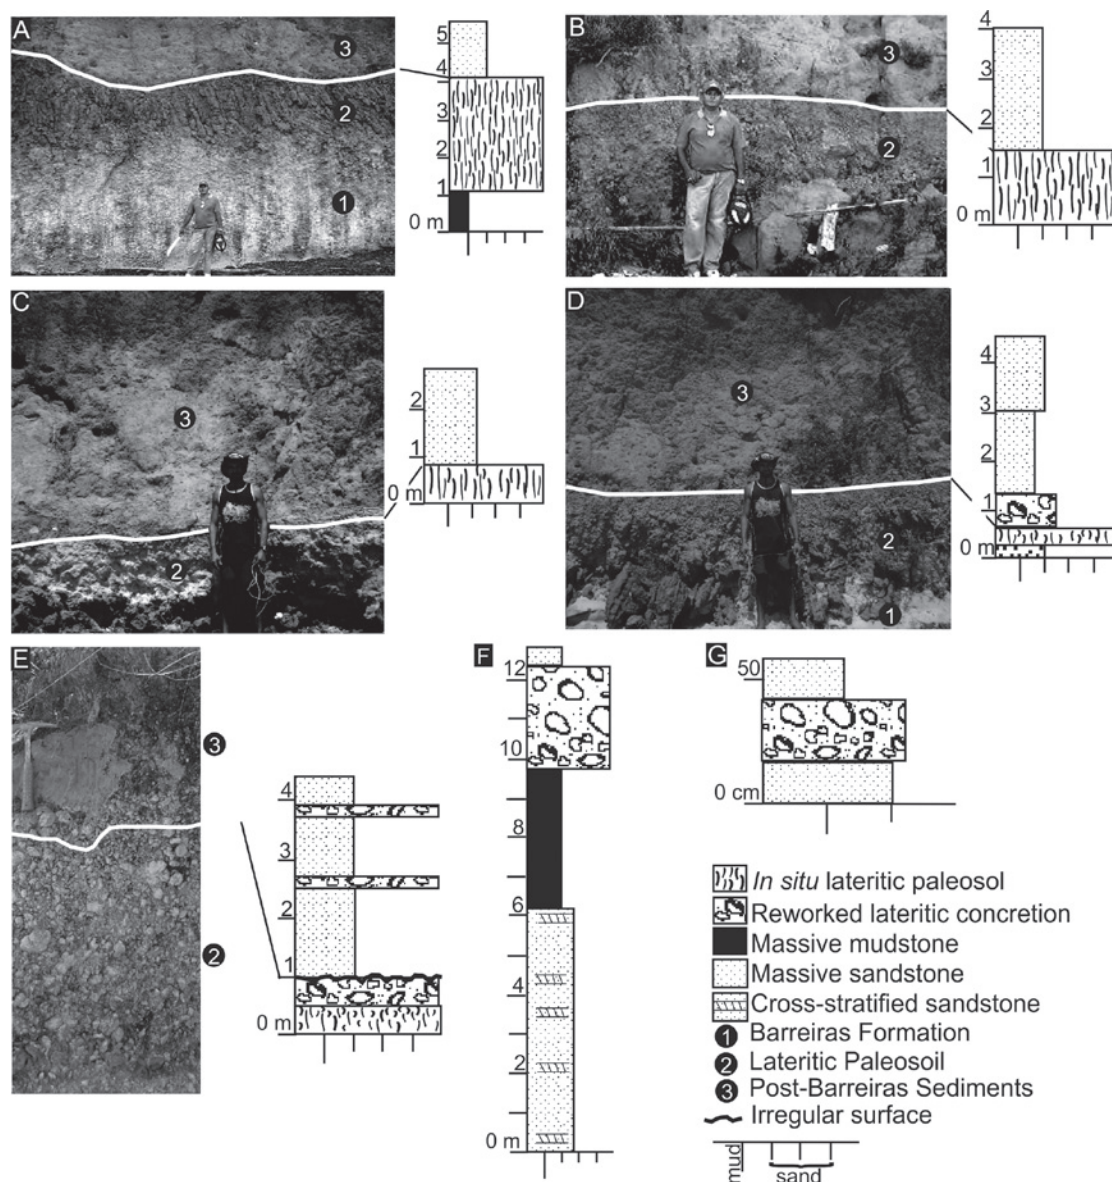 A
3
2
1
5
4
3
2
1
0 m
B
3
2
4
3
2
1
0 m
C
3
2
2
1
0 m
D
3
2
1
4
3
2
1
0 m
E
3
2
4
3
2
1
0 m
F
12
10
8
6
4
2
0 m
G
50
0 cm
In situ lateritic paleosol
Reworked lateritic concretion
Massive mudstone
Massive sandstone
Cross-stratified sandstone
1 Barreiras Formation
2 Lateritic Paleosoil
3 Post-Barreiras Sediments
Irregular surface
mud
sand